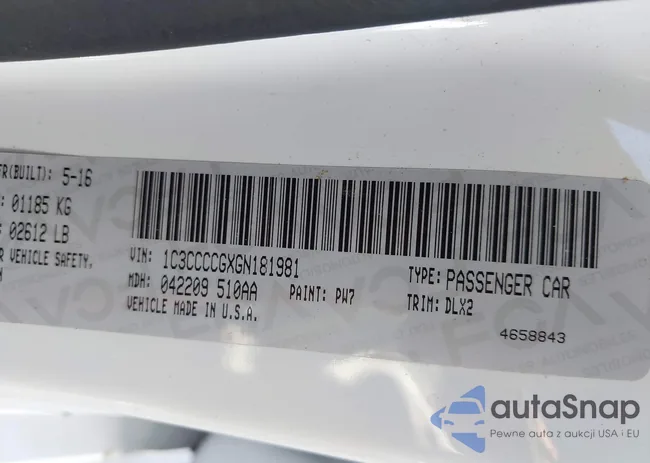 FR(BUILT): 5-16
: 01185 KG
: 02612 LB
R VEHICLE SAFETY,
N
VIN: 1C3CCCCGXGN181981
MDH: 042209 510AA PAINT: PW7
VEHICLE MADE IN U.S.A.
TYPE: PASSENGER CAR
TRIM: DLX2
4658843
autaSnap
Pewne auta z aukcji USA i EU